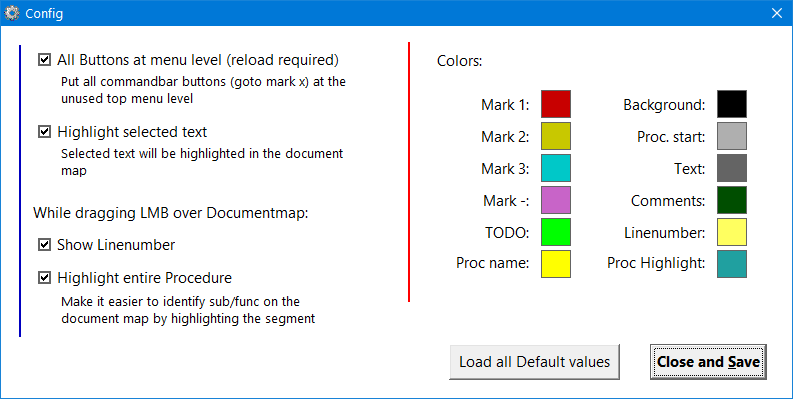 Config
All Buttons at menu level (reload required)
Put all commandbar buttons (goto mark x) at the
unused top menu level
Highlight selected text
Selected text will be highlighted in the document
map
While dragging LMB over Documentmap:
Show Linenumber
Highlight entire Procedure
Make it easier to identify sub/func on the
document map by highlighting the segment
Colors:
Mark 1:
Mark 2:
Mark 3:
Mark -:
TODO:
Proc name:
Background:
Proc. start:
Text:
Comments:
Linenumber:
Proc Highlight:
Load all Default values
Close and Save